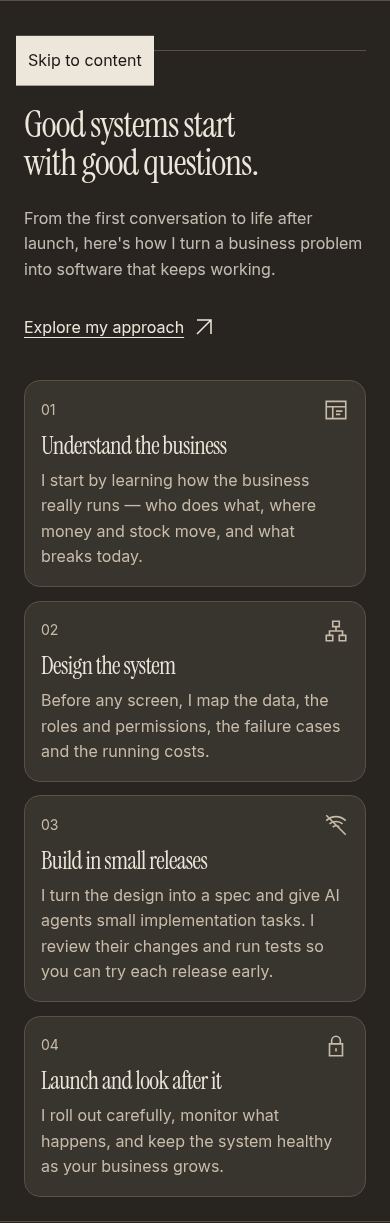 Skip to content
Good systems start
with good questions.
From the first conversation to life after
launch, here's how I turn a business problem
into software that keeps working.
Explore my approach
01
Understand the business
I start by learning how the business
really runs — who does what, where
money and stock move, and what
breaks today.
02
Design the system
Before any screen, I map the data, the
roles and permissions, the failure cases
and the running costs.
03
Build in small releases
I turn the design into a spec and give AI
agents small implementation tasks. I
review their changes and run tests so
you can try each release early.
04
Launch and look after it
I roll out carefully, monitor what
happens, and keep the system healthy
as your business grows.